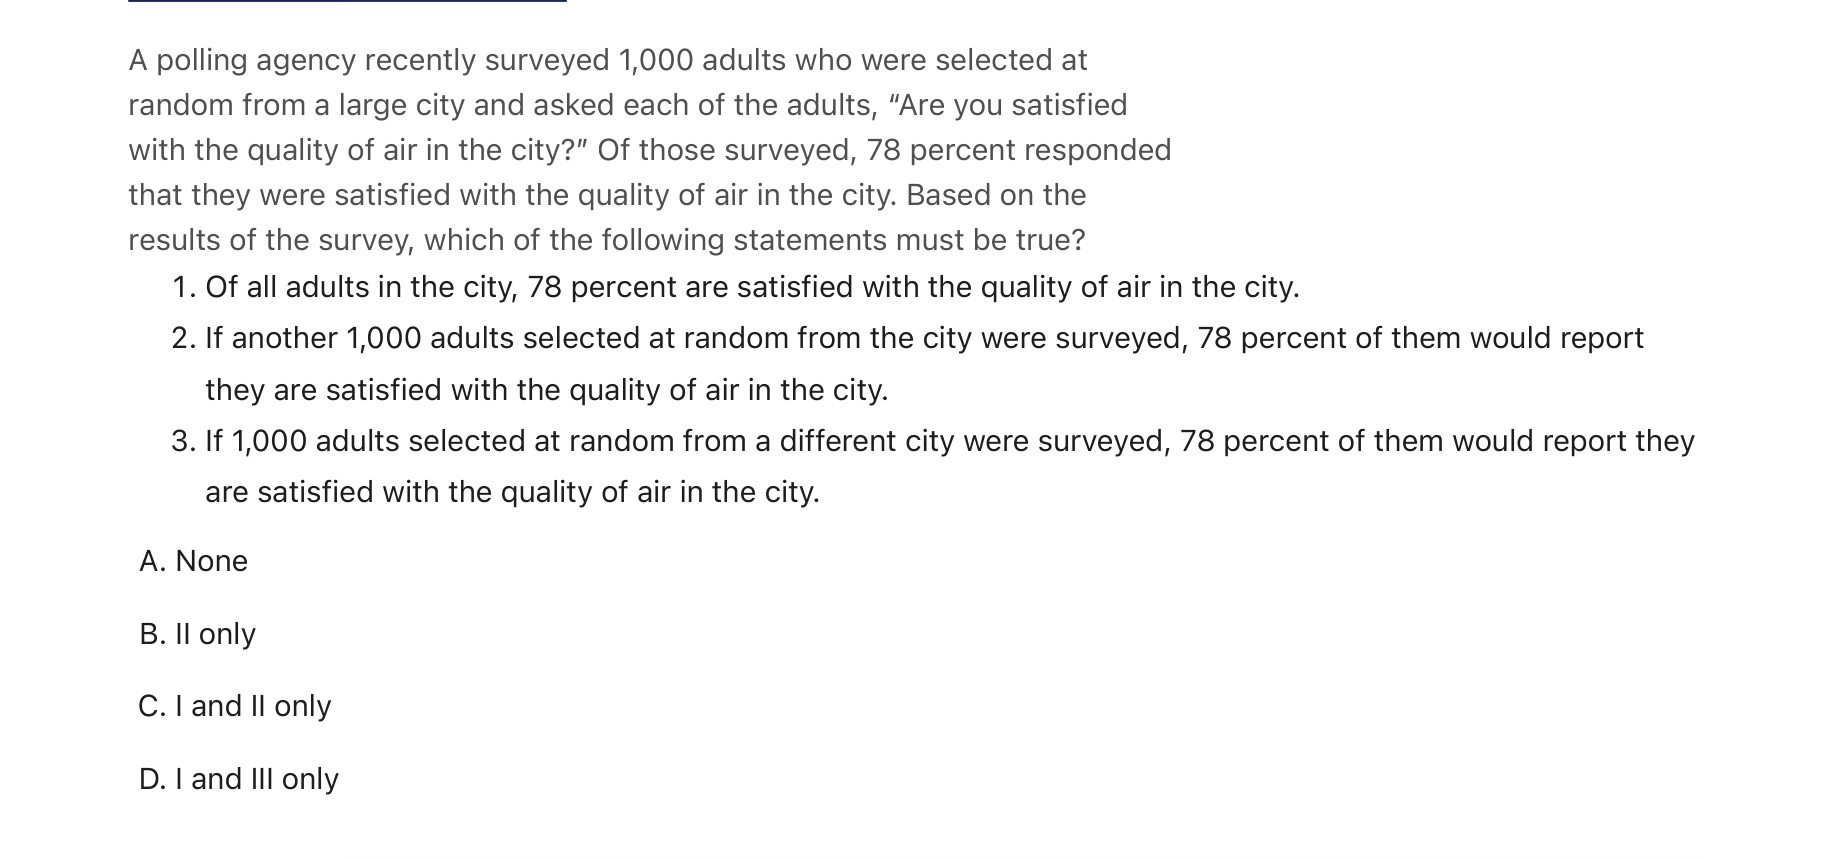 A polling agency recently surveyed 1,000 adults who were selected at
random from a large city and asked each of the adults, “Are you satisfied
with the quality of air in the city?” Of those surveyed, 78 percent responded
that they were satisfied with the quality of air in the city. Based on the
results of the survey, which of the following statements must be true?
1. Of all adults in the city, 78 percent are satisfied with the quality of air in the city.
2. If another 1,000 adults selected at random from the city were surveyed, 78 percent of them would report
they are satisfied with the quality of air in the city.
3. If 1,000 adults selected at random from a different city were surveyed, 78 percent of them would report they
are satisfied with the quality of air in the city.
A. None
B. II only
C. I and II only
D. I and III only